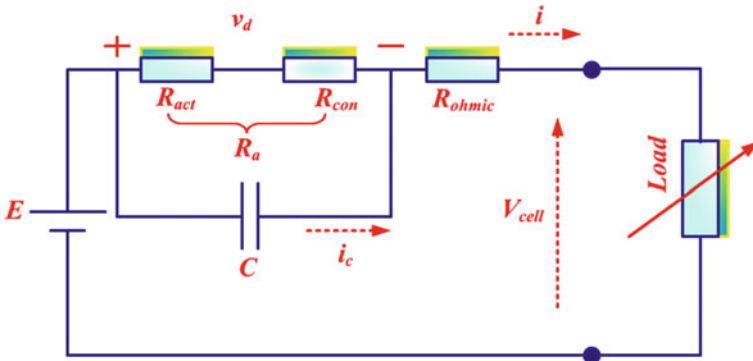 + v_d − i
R_act R_con R_ohmic
R_a
Load
E
V_cell
C i_c